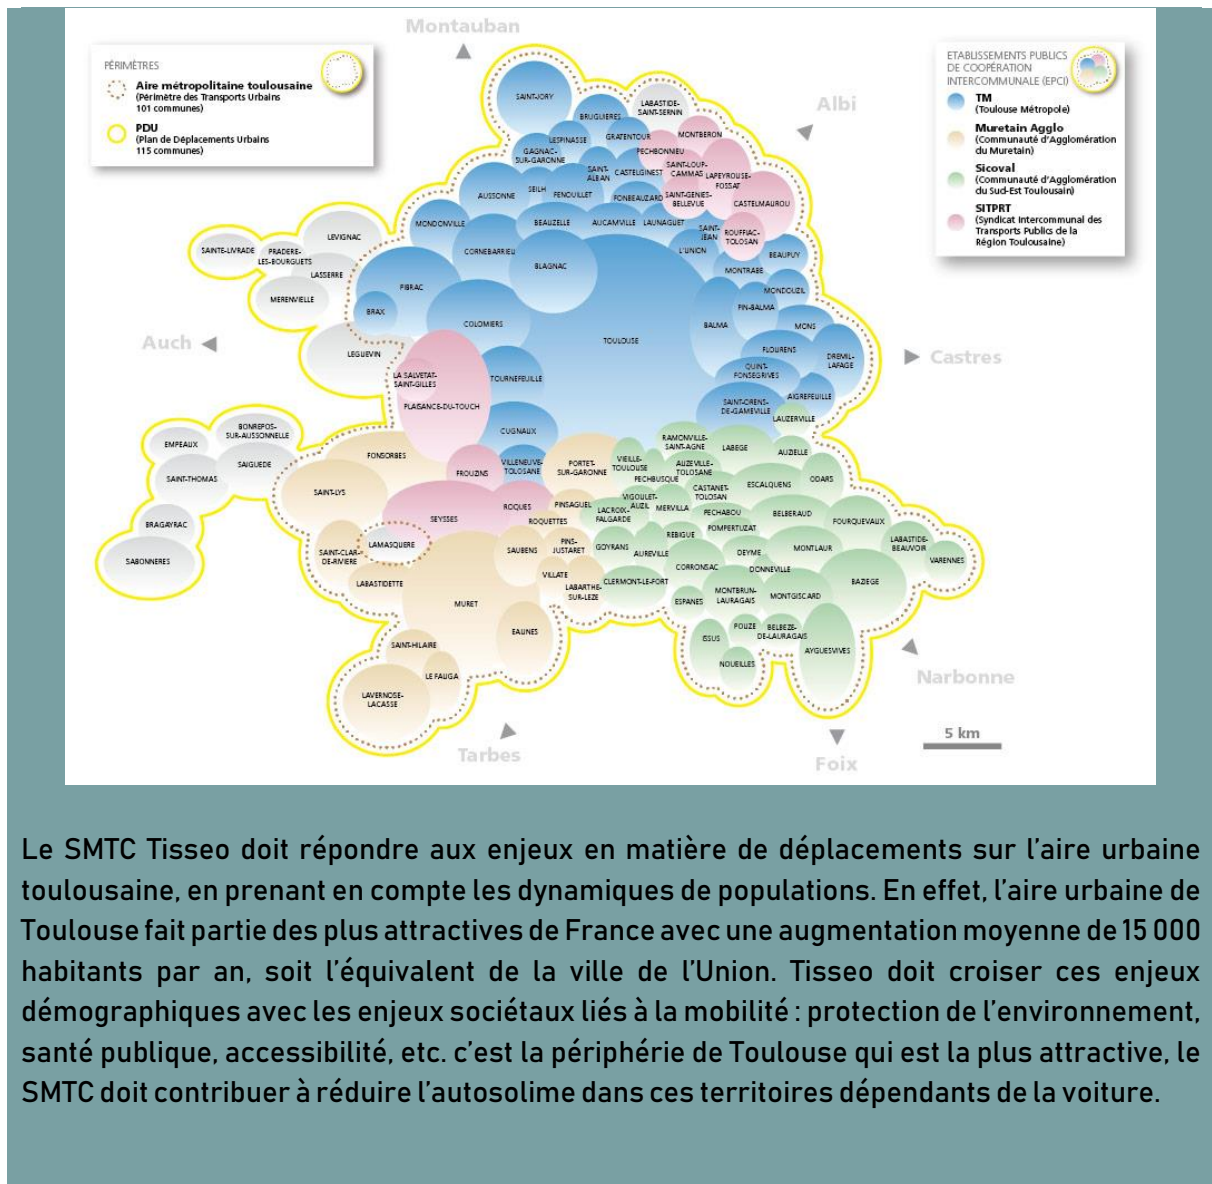 Montauban
PÉRIMÈTRES
Aire métropolitaine toulousaine
(Périmètre des Transports Urbains
101 communes)
PDU
(Plan de Déplacements Urbains
115 communes)
ETABLISSEMENTS PUBLICS
DE COOPÉRATION
INTERCOMMUNALE (EPCI)
TM
(Toulouse Métropole)
Muretain Agglo
(Communauté d'Agglomération
du Muretain)
Sicoval
(Communauté d'Agglomération
du Sud-Est Toulousain)
SITPRT
(Syndicat Intercommunal des
Transports Publics de la
Région Toulousaine)
Albi
SAINT-JORY
LABASTIDE-
SAINT-SERNIN
BRUGUIERES
LESPINASSE
GRATENTOUR
MONTBERON
GAGNAC-
SUR-GARONNE
PECHBONNIEU
SAINT-
ALBAN
CASTELGINEST
SAINT-LOUP-
CAMMAS
LAPEYROUSE-
FOSSAT
AUSSONNE
SEILH
FENOUILLET
FONBEAUZARD
SAINT-GENIES-
BELLEVUE
CASTELMAUROU
MONDONVILLE
BEAUZELLE
AUCAMVILLE
LAUNAGUET
SAINT-
JEAN
ROUFFIAC-
TOLOSAN
LEVIGNAC
SAINTE-LIVRADE
PRADERE-
LES-BOURGUETS
CORNEBARRIEU
L'UNION
BEAUPUY
LASSERRE
BLAGNAC
MONTRABE
PIBRAC
MONDOUZIL
MERENVIELLE
BRAX
PIN-BALMA
COLOMIERS
BALMA
MONS
Auch
TOULOUSE
LEGUEVIN
FLOURENS
DREMIL-
LAFAGE
Castres
LA SALVETAT-
SAINT-GILLES
TOURNEFEUILLE
QUINT-
FONSEGRIVES
PLAISANCE-DU-TOUCH
SAINT-ORENS-
DE-GAMEVILLE
AIGREFEUILLE
LAUZERVILLE
BONREPOS-
SUR-AUSSONNELLE
CUGNAUX
EMPEAUX
RAMONVILLE-
SAINT-AGNE
LABEGE
AUZIELLE
FONSORBES
SAIGUEDE
SAINT-THOMAS
FROUZINS
VILLENEUVE-
TOLOSANE
PORTET-
SUR-GARONNE
VIEILLE-
TOULOUSE
AUZEVILLE-
TOLOSANE
PECHBUSQUE
ODARS
SAINT-LYS
CASTANET-
TOLOSAN
ESCALQUENS
VIGOULET-
AUZIL
MERVILLA
ROQUES
PINSAGUEL
LACROIX-
FALGARDE
PECHABOU
BELBERAUD
SEYSSES
ROQUETTES
FOURQUEVAUX
BRAGAYRAC
POMPERTUZAT
REBIGUE
LAMASQUERE
SAUBENS
PINS-
JUSTARET
GOYRANS
AUREVILLE
LABASTIDE-
BEAUVOIR
SAINT-CLAR-
DE-RIVIERE
DEYME
MONTLAUR
SABONNERES
VARENNES
CORRONSAC
DONNEVILLE
VILLATE
LABASTIDETTE
LABARTHE-
SUR-LEZE
CLERMONT-LE-FORT
BAZIEGE
MURET
ESPANES
MONTBRUN-
LAURAGAIS
MONTGISCARD
EAUNES
ISSUS
POUZE
BELBEZE-
DE-LAURAGAIS
SAINT-HILAIRE
AYGUESVIVES
NOUEILLES
LE FAUGA
LAVERNOSE-
LACASSE
Narbonne
5 km
Tarbes
Foix
Le SMTC Tisseo doit répondre aux enjeux en matière de déplacements sur l'aire urbaine
toulousaine, en prenant en compte les dynamiques de populations. En effet, l'aire urbaine de
Toulouse fait partie des plus attractives de France avec une augmentation moyenne de 15 000
habitants par an, soit l'équivalent de la ville de l'Union. Tisseo doit croiser ces enjeux
démographiques avec les enjeux sociétaux liés à la mobilité : protection de l'environnement,
santé publique, accessibilité, etc. c'est la périphérie de Toulouse qui est la plus attractive, le
SMTC doit contribuer à réduire l'autosolime dans ces territoires dépendants de la voiture.